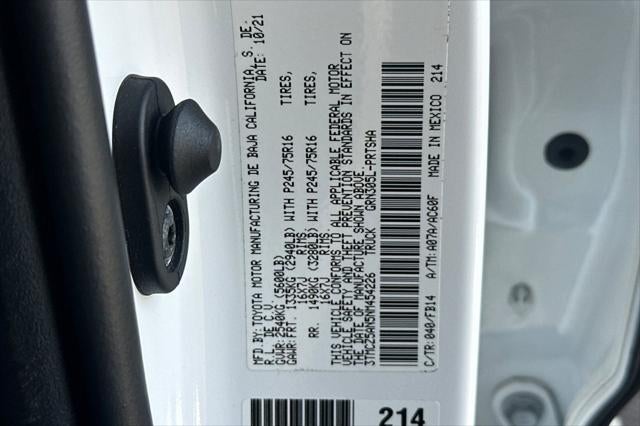 MFD.BY:TOYOTA MOTOR MANUFACTURING DE BAJA CALIFORNIA, S. DE.
R.L. DE C.V. DATE: 10/21
GVWR: 2540KG (5600LB)
GAWR: FRT. 1335KG (2940LB) WITH P245/75R16 TIRES,
16X7J RIMS,
RR. 1490KG (3280LB) WITH P245/75R16 TIRES,
16X7J RIMS.
THIS VEHICLE CONFORMS TO ALL APPLICABLE FEDERAL MOTOR
VEHICLE SAFETY AND THEFT PREVENTION STANDARDS IN EFFECT ON
THE DATE OF MANUFACTURE SHOWN ABOVE.
3TMCZ5AN5NM454226 TRUCK GRN305L-PRTSHA
C/TR: 040/FB14 A/TM: A07A/AC60F MADE IN MEXICO 214
214